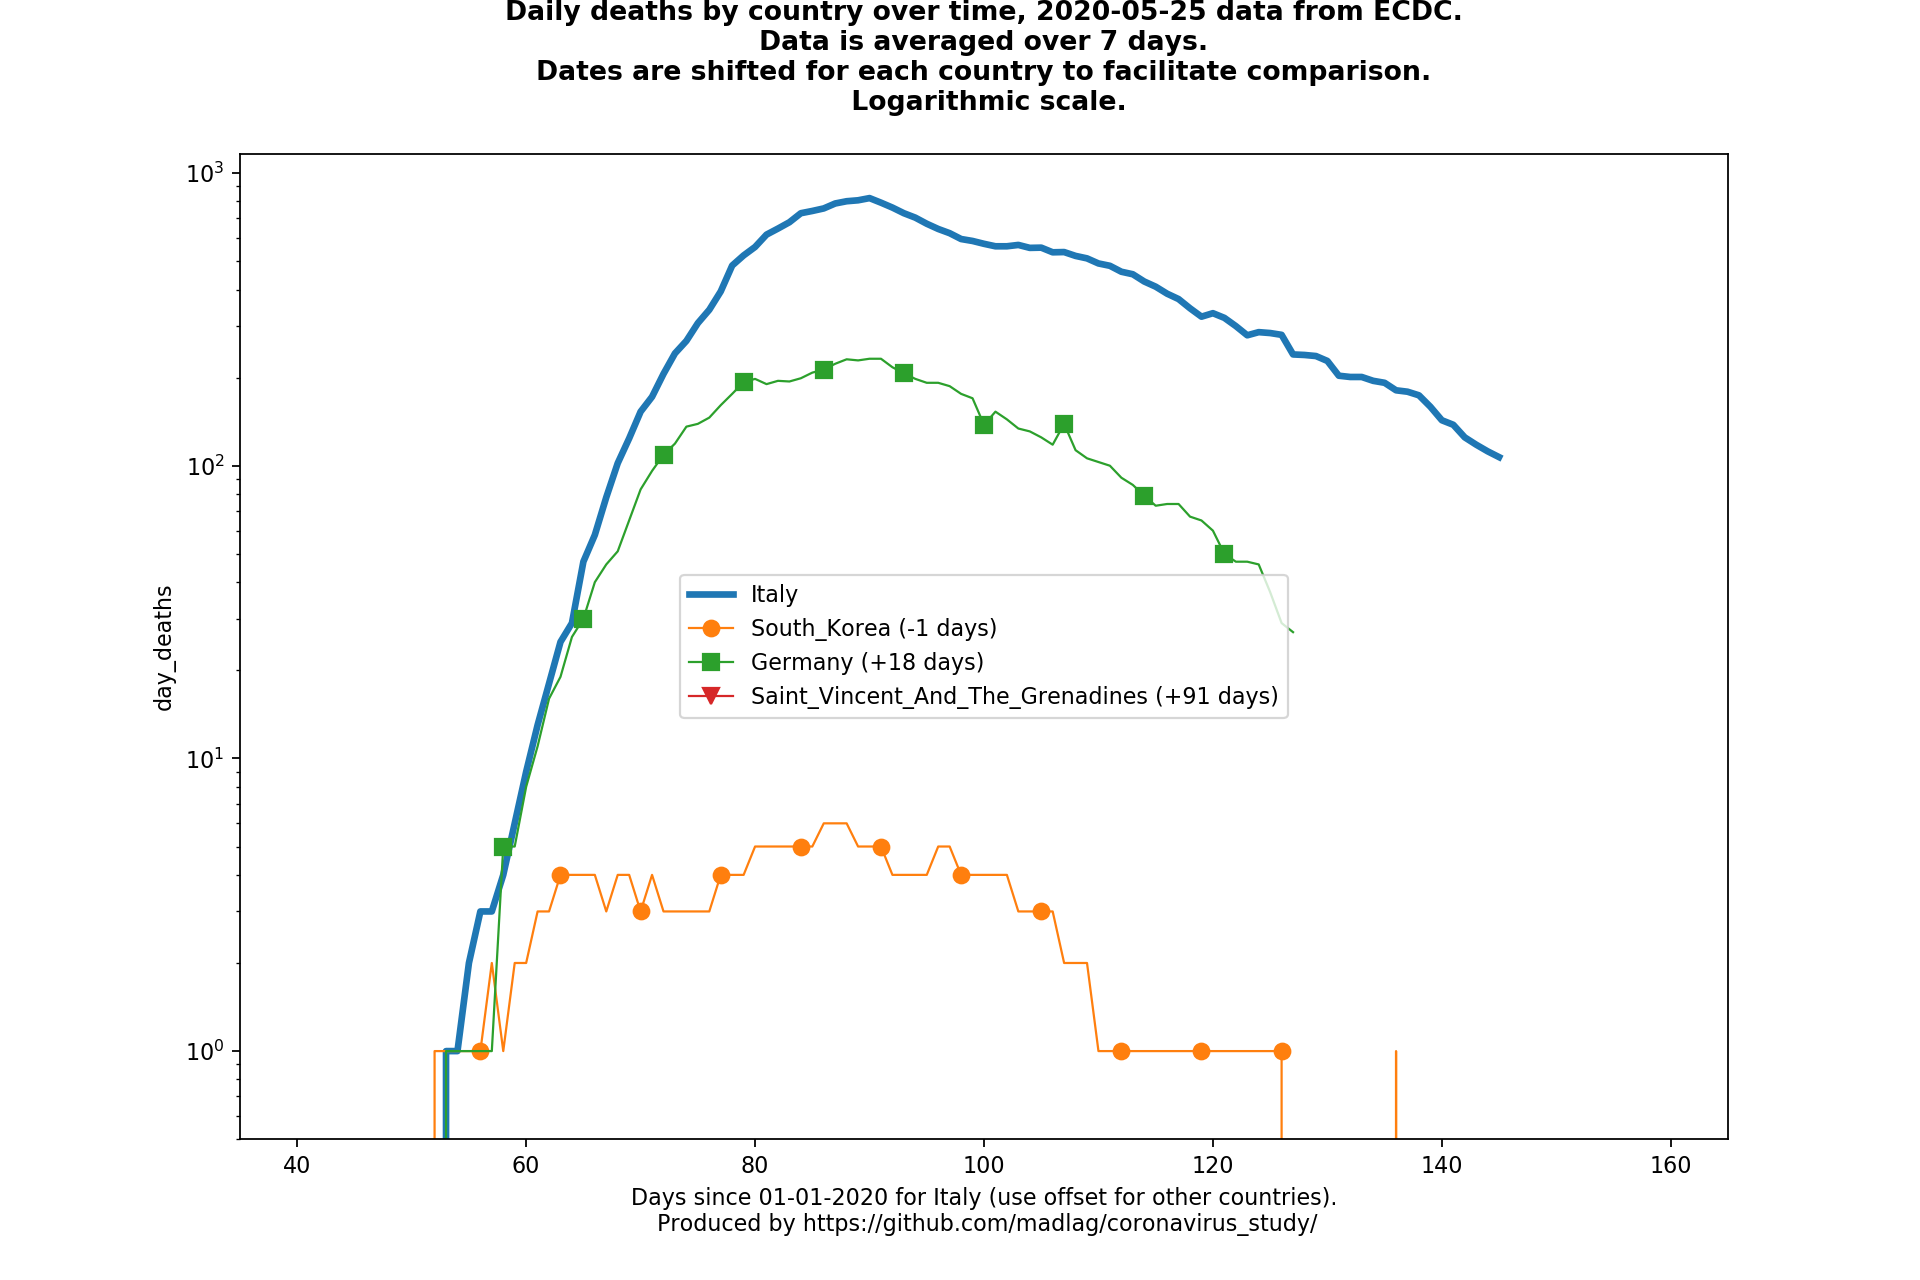 Daily deaths by country over time, 2020-05-25 data from ECDC.
Data is averaged over 7 days.
Dates are shifted for each country to facilitate comparison.
Logarithmic scale.
10³
10²
10¹
10⁰
day_deaths
Italy
South_Korea (-1 days)
Germany (+18 days)
Saint_Vincent_And_The_Grenadines (+91 days)
40 60 80 100 120 140 160
Days since 01-01-2020 for Italy (use offset for other countries).
Produced by https://github.com/madlag/coronavirus_study/